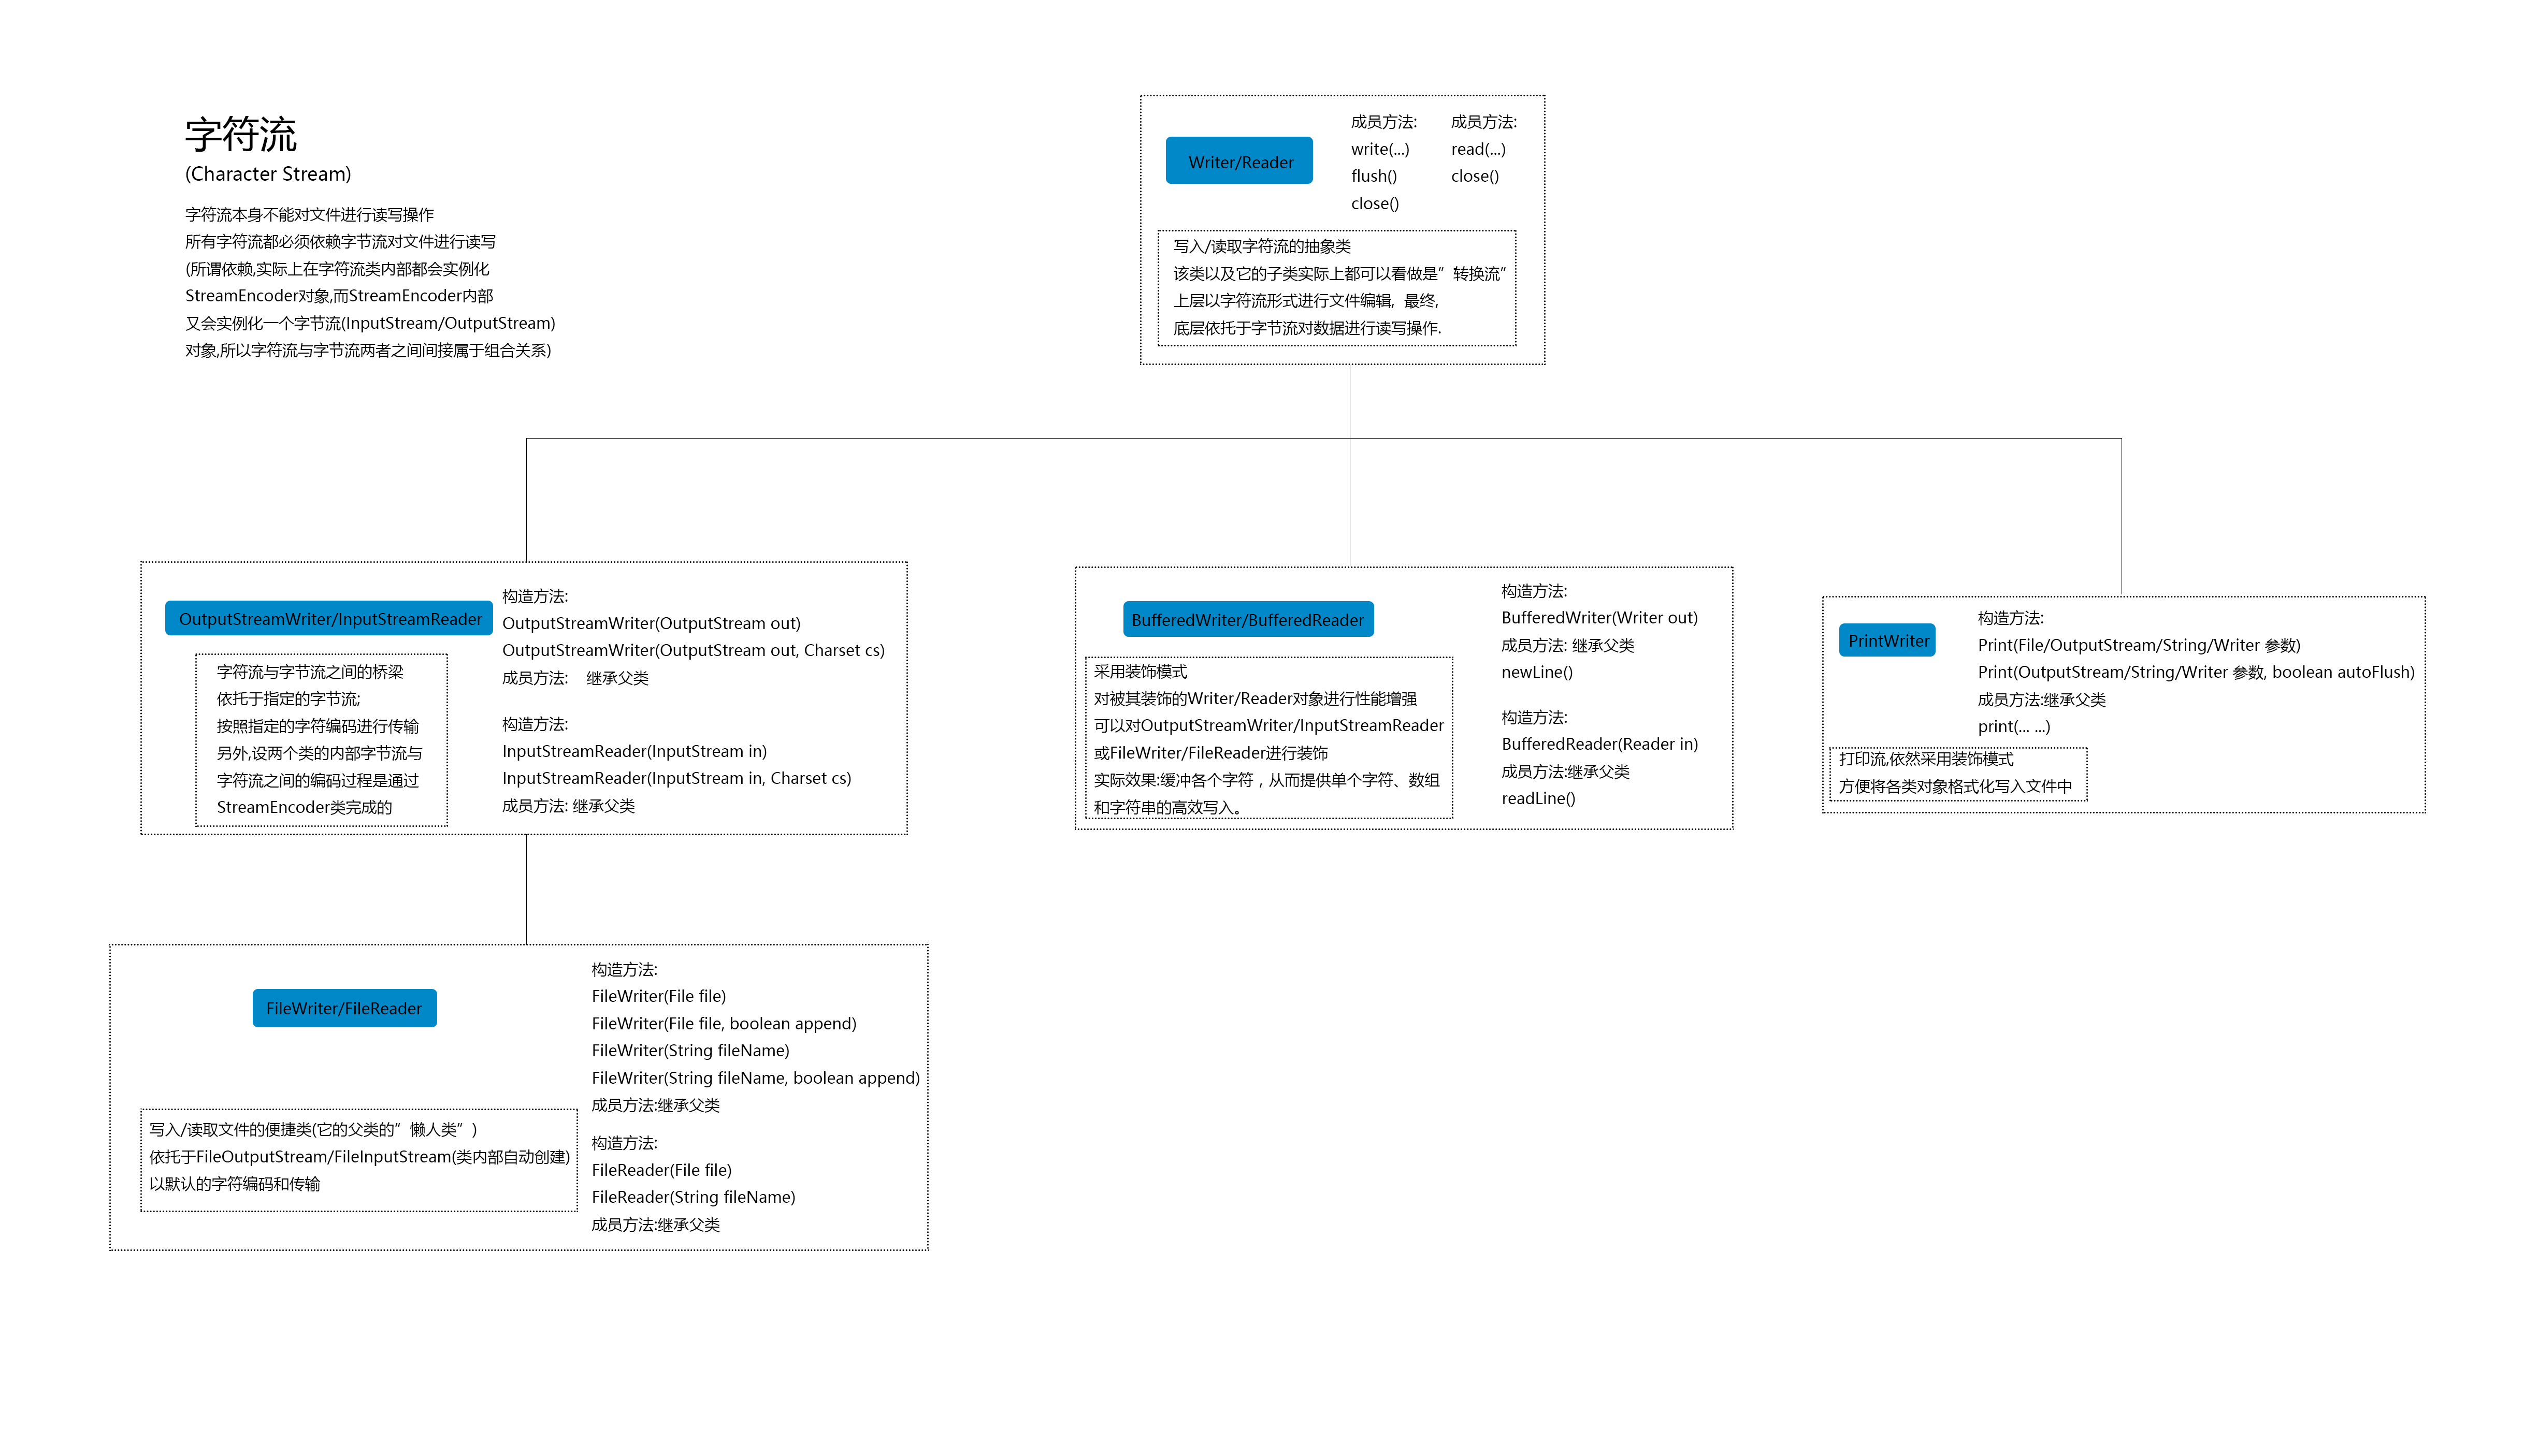 字符流
(Character Stream)
字符流本身不能对文件进行读写操作
所有字符流都必须依赖字节流对文件进行读写
(所谓依赖,实际上在字符流类内部都会实例化
StreamEncoder对象,而StreamEncoder内部
又会实例化一个字节流(InputStream/OutputStream)
对象,所以字符流与字节流两者之间间接属于组合关系)
Writer/Reader
成员方法:
write(...)
flush()
close()
成员方法:
read(...)
close()
写入/读取字符流的抽象类
该类以及它的子类实际上都可以看做是”转换流”
上层以字符流形式进行文件编辑, 最终,
底层依托于字节流对数据进行读写操作.
OutputStreamWriter/InputStreamReader
字符流与字节流之间的桥梁
依托于指定的字节流;
按照指定的字符编码进行传输
另外,设两个类的内部字节流与
字符流之间的编码过程是通过
StreamEncoder类完成的
构造方法:
OutputStreamWriter(OutputStream out)
OutputStreamWriter(OutputStream out, Charset cs)
成员方法: 继承父类
构造方法:
InputStreamReader(InputStream in)
InputStreamReader(InputStream in, Charset cs)
成员方法: 继承父类
BufferedWriter/BufferedReader
采用装饰模式
对被其装饰的Writer/Reader对象进行性能增强
可以对OutputStreamWriter/InputStreamReader
或FileWriter/FileReader进行装饰
实际效果:缓冲各个字符，从而提供单个字符、数组
和字符串的高效写入。
构造方法:
BufferedWriter(Writer out)
成员方法: 继承父类
newLine()
构造方法:
BufferedReader(Reader in)
成员方法:继承父类
readLine()
PrintWriter
构造方法:
Print(File/OutputStream/String/Writer 参数)
Print(OutputStream/String/Writer 参数, boolean autoFlush)
成员方法:继承父类
print(... ...)
打印流,依然采用装饰模式
方便将各类对象格式化写入文件中
FileWriter/FileReader
写入/读取文件的便捷类(它的父类的”懒人类”)
依托于FileOutputStream/FileInputStream(类内部自动创建)
以默认的字符编码和传输
构造方法:
FileWriter(File file)
FileWriter(File file, boolean append)
FileWriter(String fileName)
FileWriter(String fileName, boolean append)
成员方法:继承父类
构造方法:
FileReader(File file)
FileReader(String fileName)
成员方法:继承父类